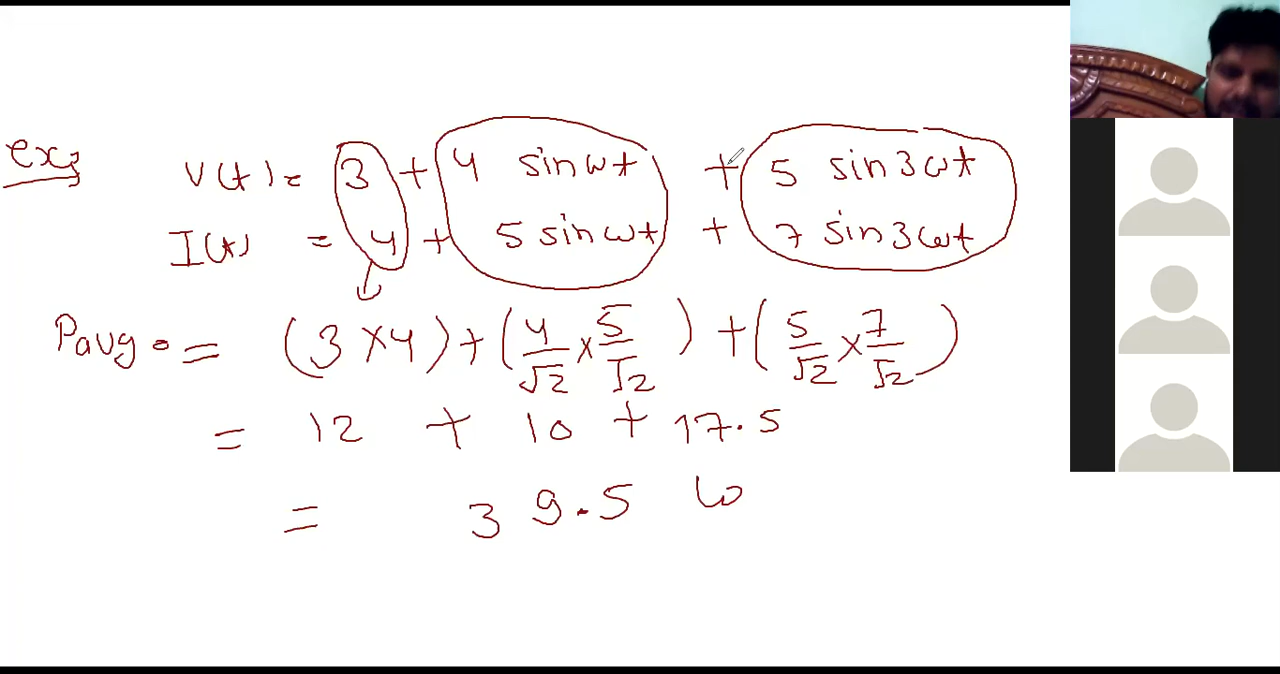 ex:
V(t) = 3 + 4 sinωt + 5 sin3ωt
I(t) = 4 + 5 sinωt + 7 sin3ωt
Pavg. = (3×4) + (4/√2 × 5/√2) + (5/√2 × 7/√2)
= 12 + 10 + 17.5
= 39.5 W